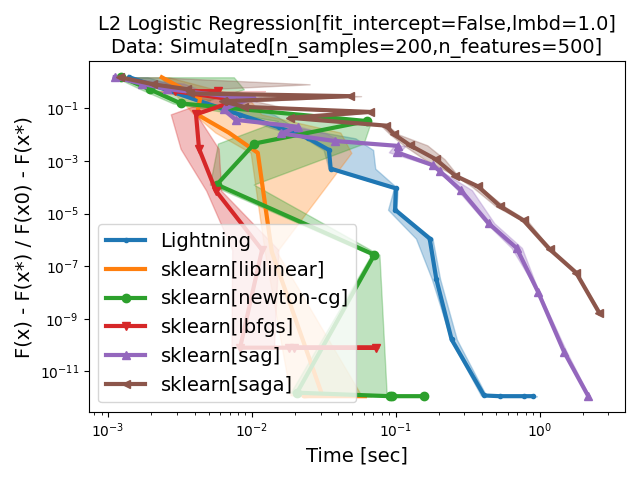 L2 Logistic Regression[fit_intercept=False,lmbd=1.0]
Data: Simulated[n_samples=200,n_features=500]
F(x) - F(x*) / F(x0) - F(x*)
10⁻¹
10⁻³
10⁻⁵
10⁻⁷
10⁻⁹
10⁻¹¹
Lightning
sklearn[liblinear]
sklearn[newton-cg]
sklearn[lbfgs]
sklearn[sag]
sklearn[saga]
10⁻³ 10⁻² 10⁻¹ 10⁰
Time [sec]